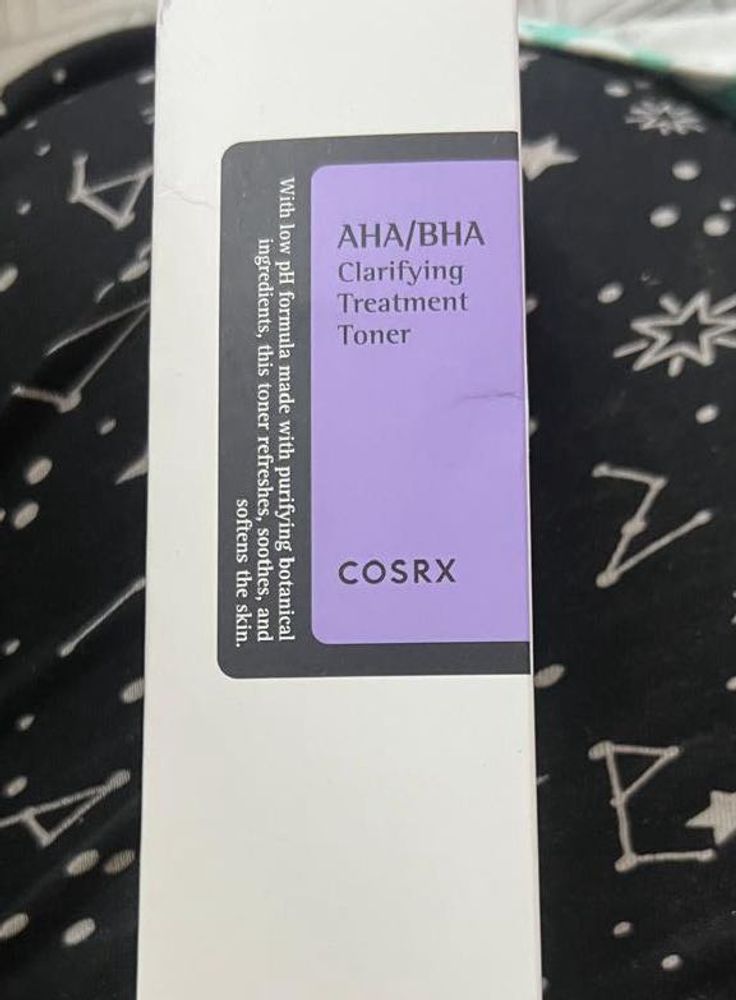 AHA/BHA
Clarifying
Treatment
Toner
COSRX
With low pH formula made with purifying botanical
ingredients, this toner refreshes, soothes, and
softens the skin.